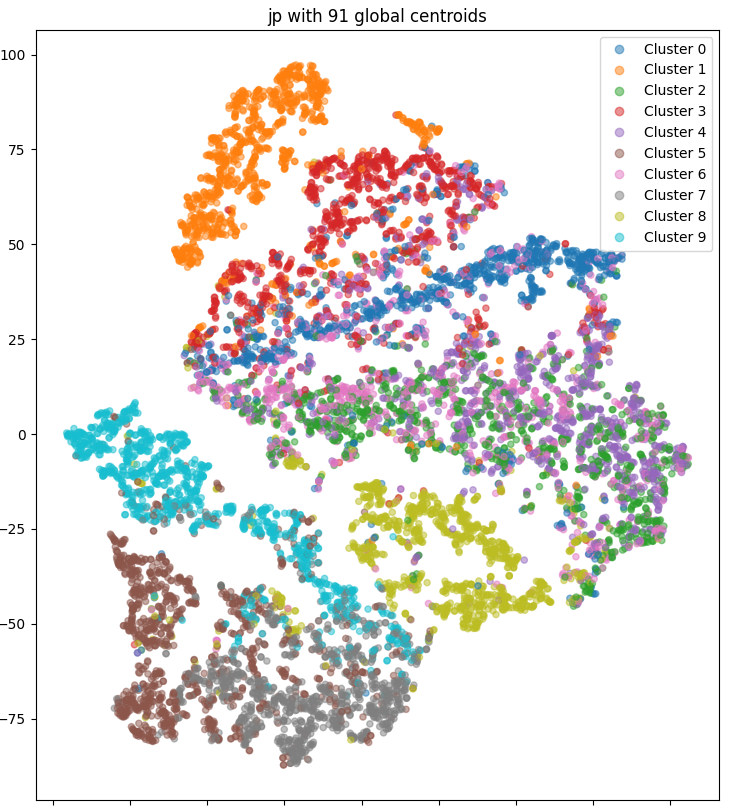 jp with 91 global centroids
100
75
50
25
0
−25
−50
−75
Cluster 0
Cluster 1
Cluster 2
Cluster 3
Cluster 4
Cluster 5
Cluster 6
Cluster 7
Cluster 8
Cluster 9